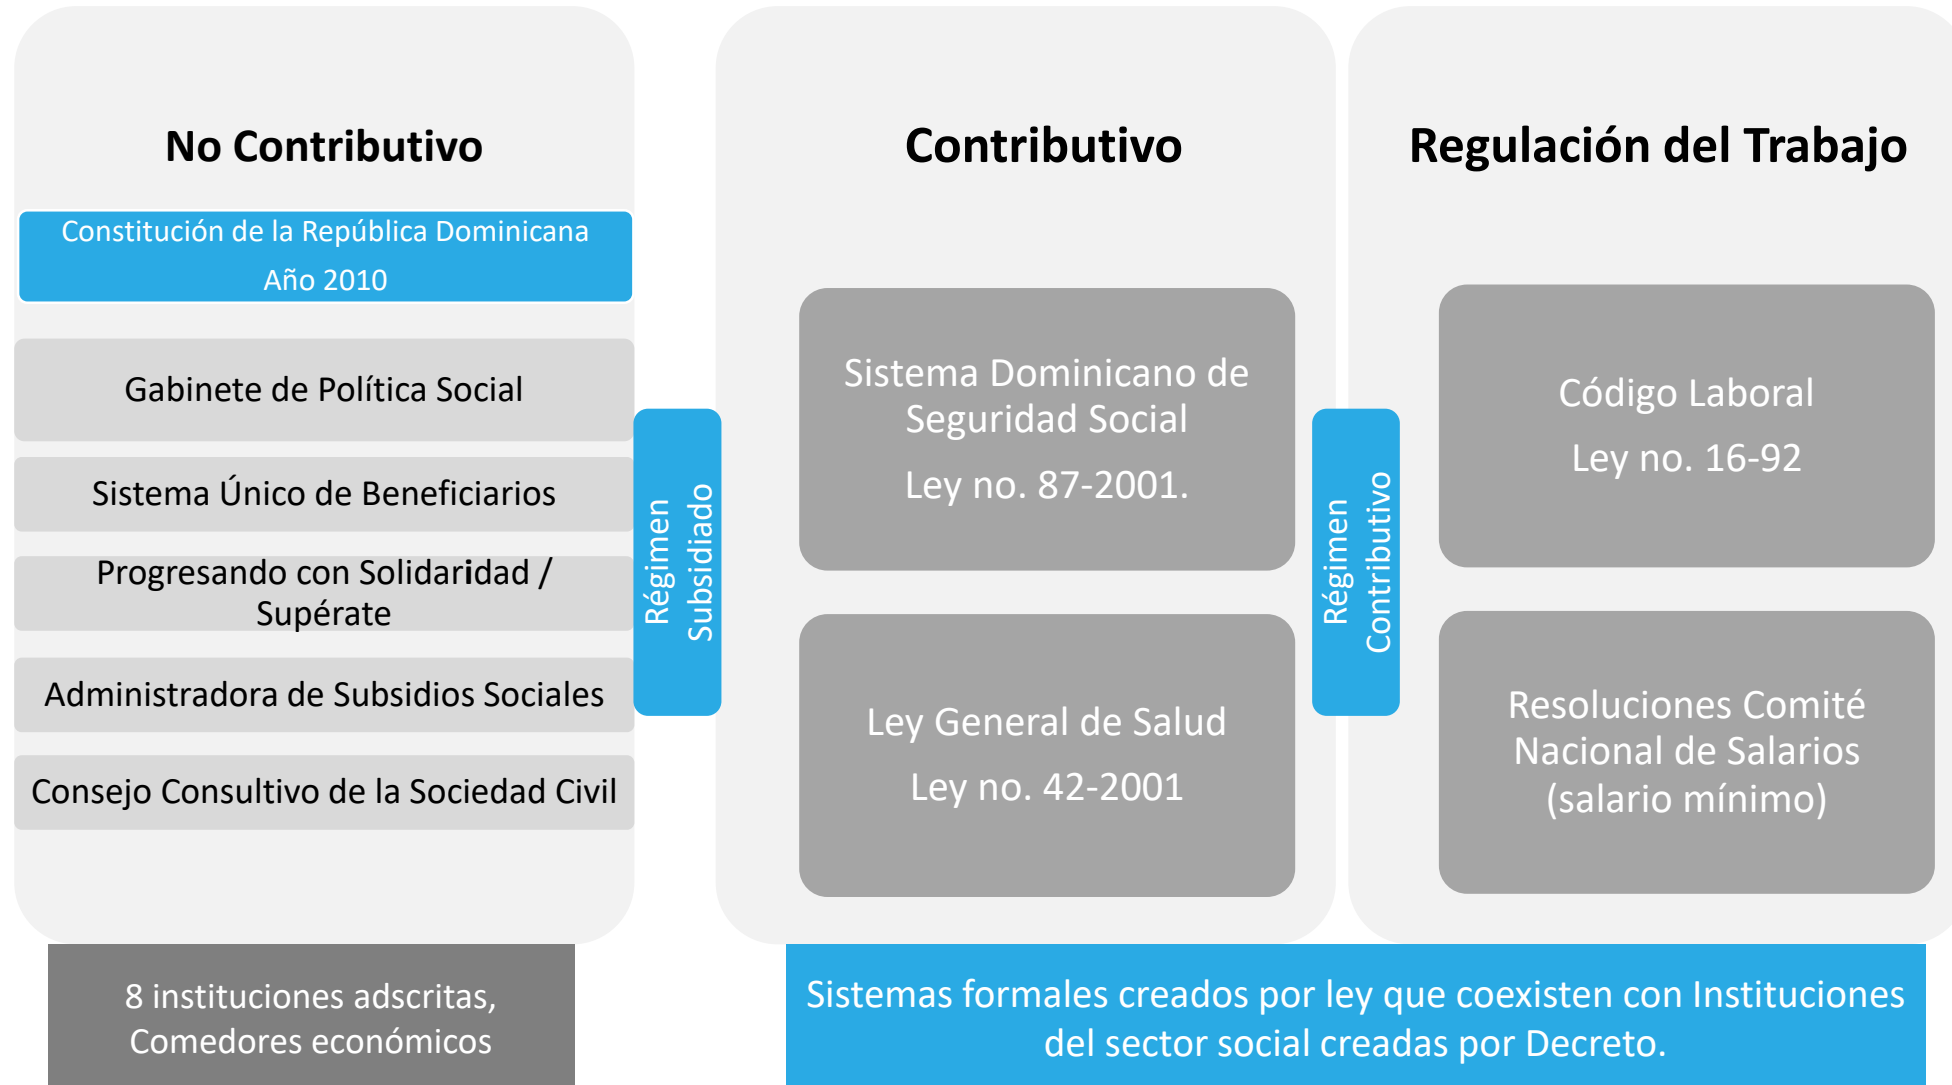 No Contributivo
Constitución de la República Dominicana
Año 2010
Gabinete de Política Social
Sistema Único de Beneficiarios
Progresando con Solidaridad /
Supérate
Administradora de Subsidios Sociales
Consejo Consultivo de la Sociedad Civil
8 instituciones adscritas,
Comedores económicos
Régimen
Subsidiado
Contributivo
Sistema Dominicano de
Seguridad Social
Ley no. 87-2001.
Ley General de Salud
Ley no. 42-2001
Régimen
Contributivo
Regulación del Trabajo
Código Laboral
Ley no. 16-92
Resoluciones Comité
Nacional de Salarios
(salario mínimo)
Sistemas formales creados por ley que coexisten con Instituciones
del sector social creadas por Decreto.